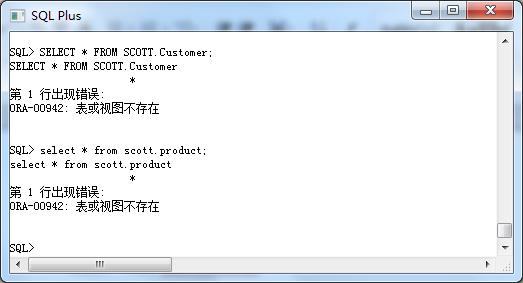 SQL Plus
SQL> SELECT * FROM SCOTT.Customer;
SELECT * FROM SCOTT.Customer
*
第 1 行出现错误:
ORA-00942: 表或视图不存在
SQL> select * from scott.product;
select * from scott.product
*
第 1 行出现错误:
ORA-00942: 表或视图不存在
SQL>